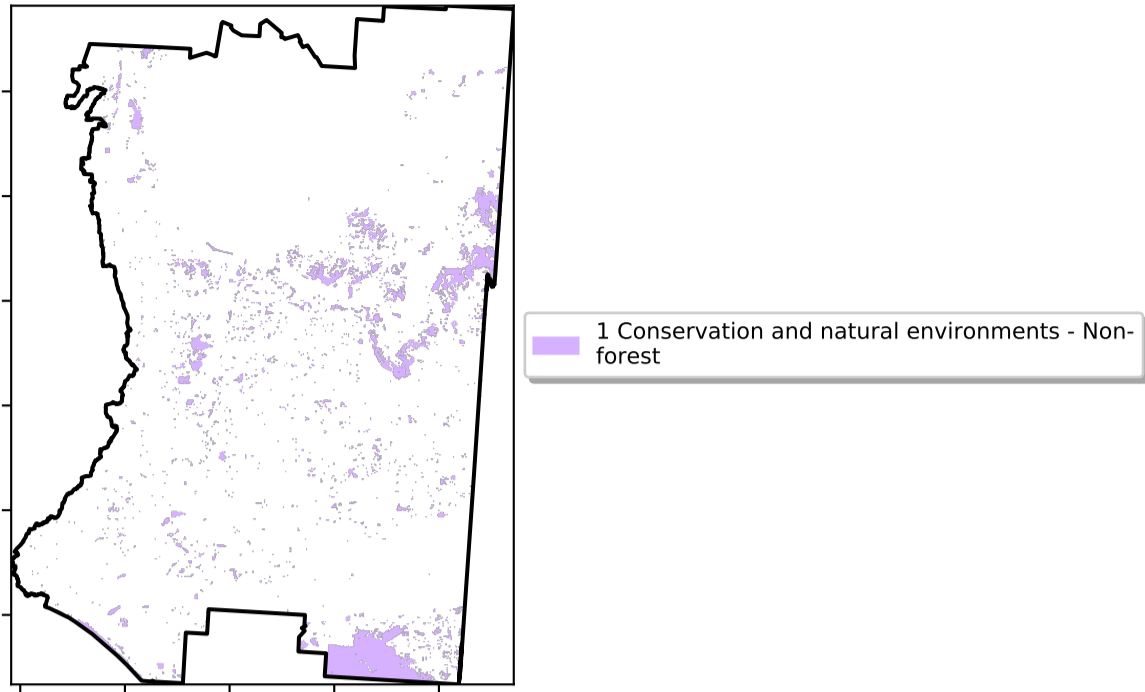 1 Conservation and natural environments - Non-
forest